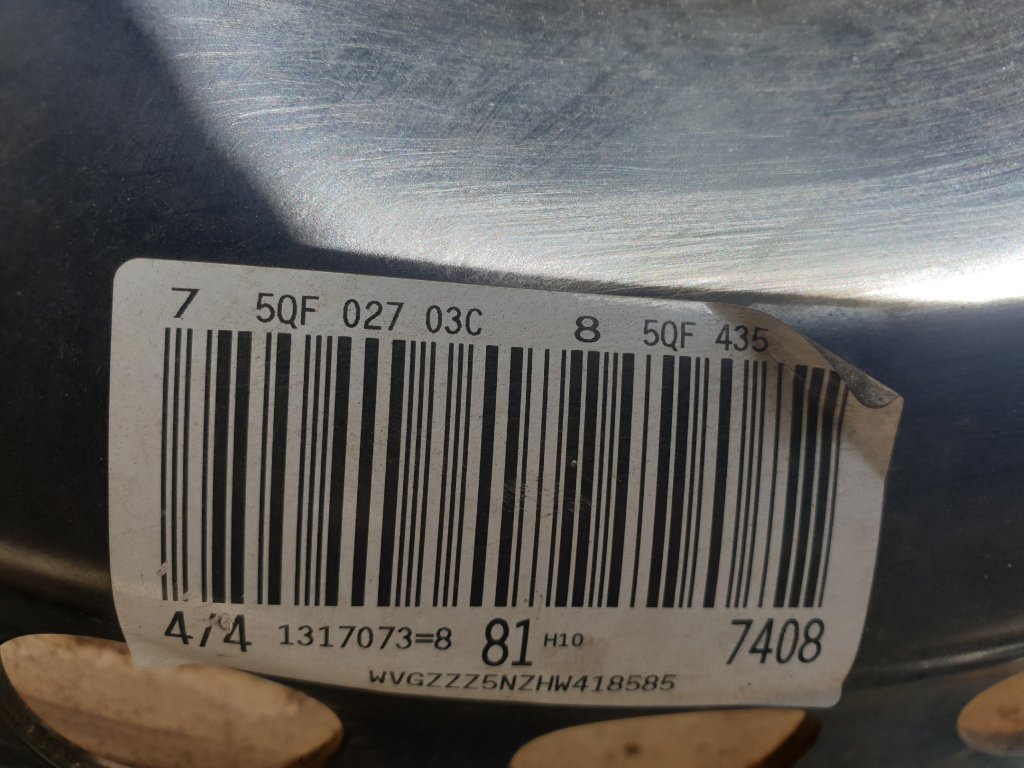 7 5QF 027 03C 8 5QF 435
4/4 1317073=8 81 H10 7408
WVGZZZ5NZHW418585